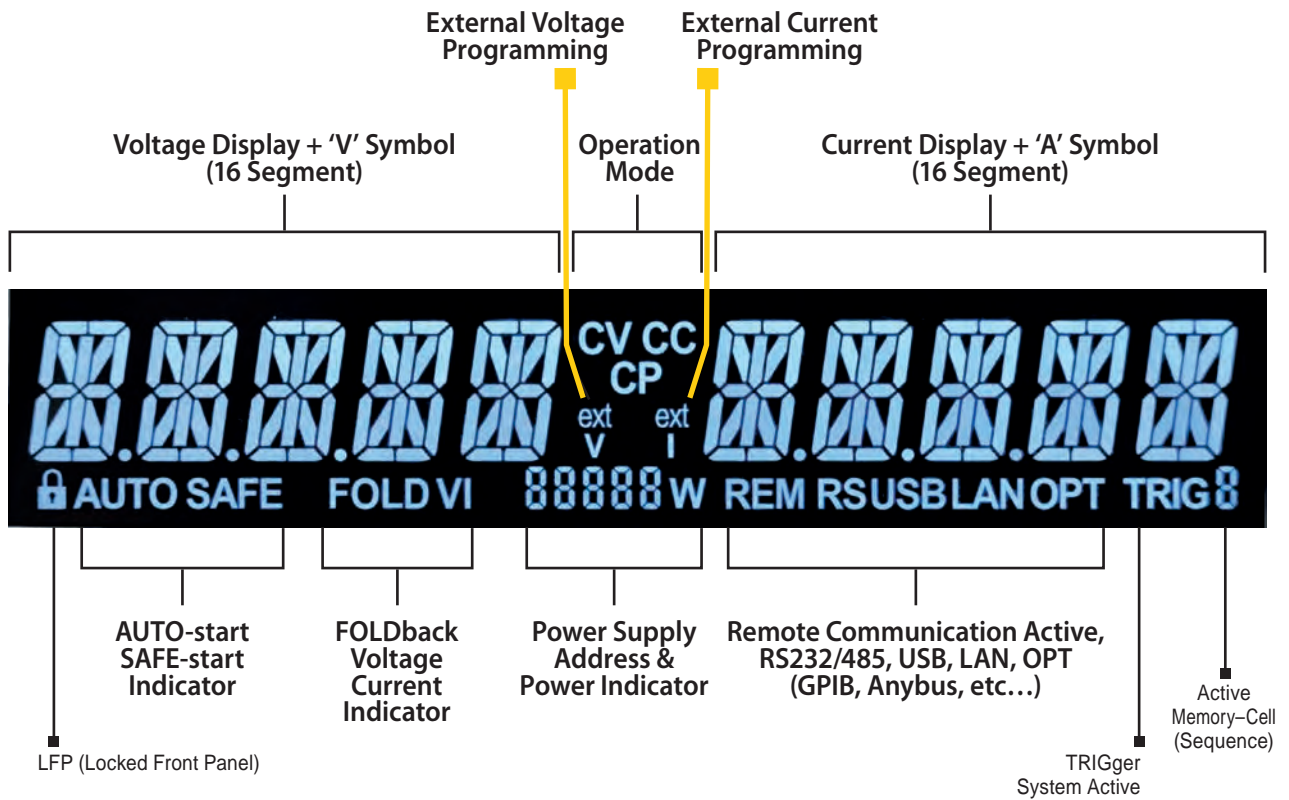 External Voltage
Programming
External Current
Programming
Voltage Display + ‘V’ Symbol
(16 Segment)
Operation
Mode
Current Display + ‘A’ Symbol
(16 Segment)
CV CC
CP
ext ext
V I
AUTO SAFE FOLD VI 88888 W REM RS USB LAN OPT TRIG 8
AUTO-start
SAFE-start
Indicator
FOLDback
Voltage
Current
Indicator
Power Supply
Address &
Power Indicator
Remote Communication Active,
RS232/485, USB, LAN, OPT
(GPIB, Anybus, etc…)
Active
Memory–Cell
(Sequence)
LFP (Locked Front Panel)
TRIGger
System Active